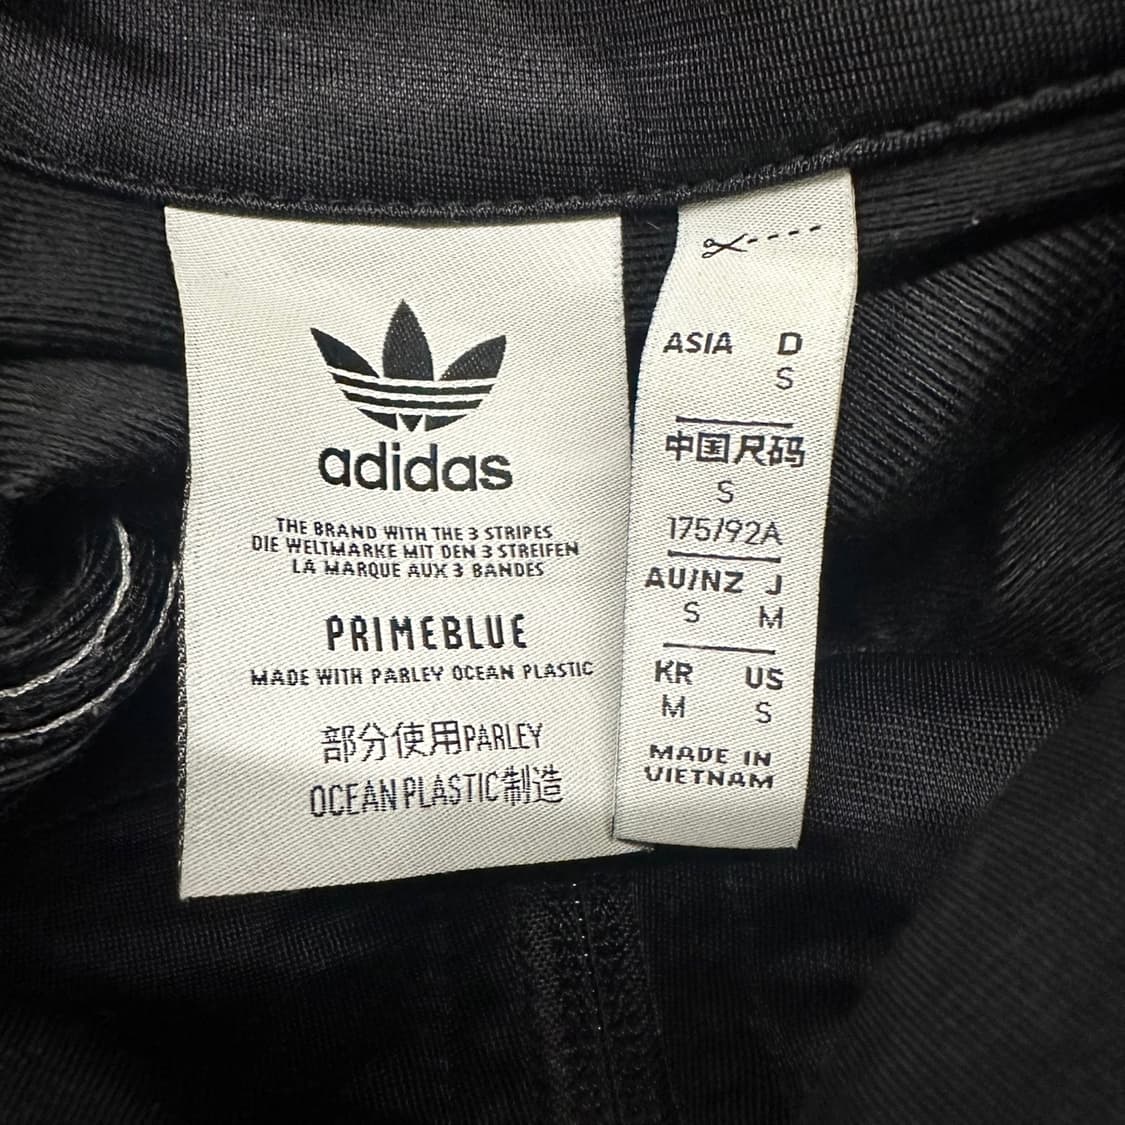 adidas
THE BRAND WITH THE 3 STRIPES
DIE WELTMARKE MIT DEN 3 STREIFEN
LA MARQUE AUX 3 BANDES
PRIMEBLUE
MADE WITH PARLEY OCEAN PLASTIC
部分使用PARLEY
OCEAN PLASTIC制造
ASIA D
S
中国尺码
S
175/92A
AU/NZ J
S M
KR US
M S
MADE IN
VIETNAM